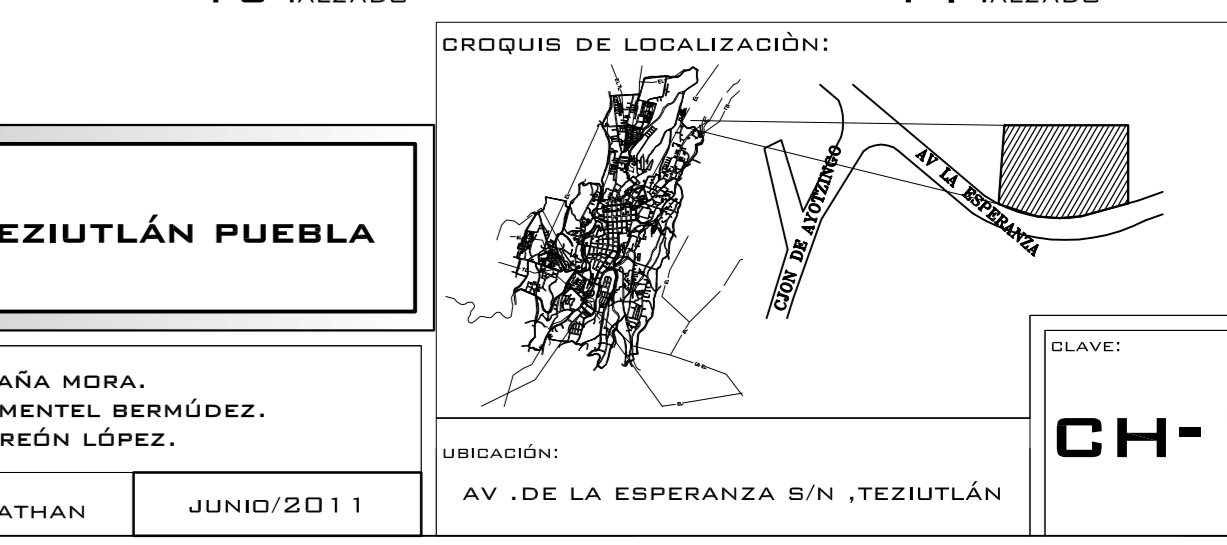 CROQUIS DE LOCALIZACIÒN:
CJON DE AYOTZINGO
AV LA ESPERANZA
EZIUTLÁN PUEBLA
AÑA MORA.
MENTEL BERMÚDEZ.
REÓN LÓPEZ.
ATHAN
JUNIO/2011
UBICACIÓN:
AV .DE LA ESPERANZA S/N ,TEZIUTLÁN
CLAVE:
CH-